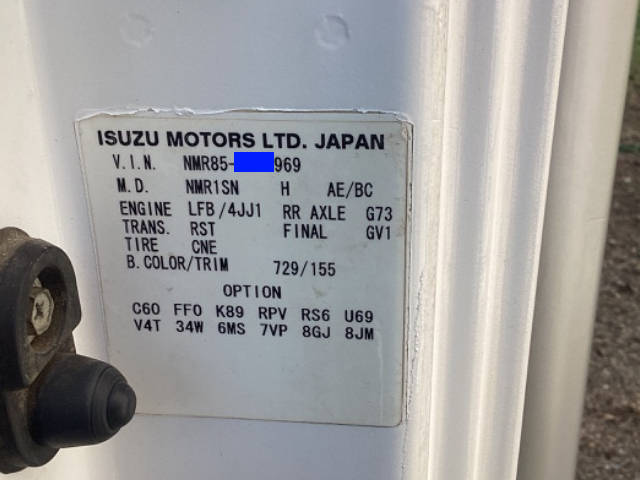 ISUZU MOTORS LTD. JAPAN
V.I.N. NMR85- 969
M.D. NMR1SN H AE/BC
ENGINE LFB/4JJ1 RR AXLE G73
TRANS. RST FINAL GV1
TIRE CNE
B.COLOR/TRIM 729/155
OPTION
C60 FF0 K89 RPV RS6 U69
V4T 34W 6MS 7VP 8GJ 8JM